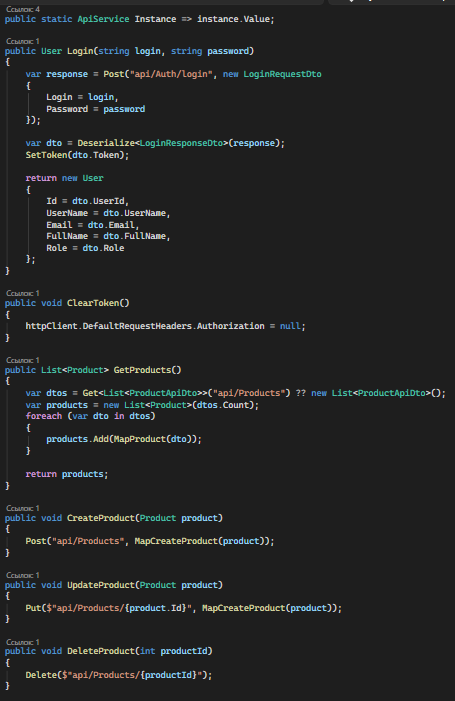 Ссылок: 4
public static ApiService Instance => instance.Value;
Ссылок: 1
public User Login(string login, string password)
{
    var response = Post("api/Auth/login", new LoginRequestDto
    {
        Login = login,
        Password = password
    });

    var dto = Deserialize<LoginResponseDto>(response);
    SetToken(dto.Token);

    return new User
    {
        Id = dto.UserId,
        UserName = dto.UserName,
        Email = dto.Email,
        FullName = dto.FullName,
        Role = dto.Role
    };
}
Ссылок: 1
public void ClearToken()
{
    httpClient.DefaultRequestHeaders.Authorization = null;
}
Ссылок: 1
public List<Product> GetProducts()
{
    var dtos = Get<List<ProductApiDto>>("api/Products") ?? new List<ProductApiDto>();
    var products = new List<Product>(dtos.Count);
    foreach (var dto in dtos)
    {
        products.Add(MapProduct(dto));
    }

    return products;
}
Ссылок: 1
public void CreateProduct(Product product)
{
    Post("api/Products", MapCreateProduct(product));
}
Ссылок: 1
public void UpdateProduct(Product product)
{
    Put($"api/Products/{product.Id}", MapCreateProduct(product));
}
Ссылок: 1
public void DeleteProduct(int productId)
{
    Delete($"api/Products/{productId}");
}